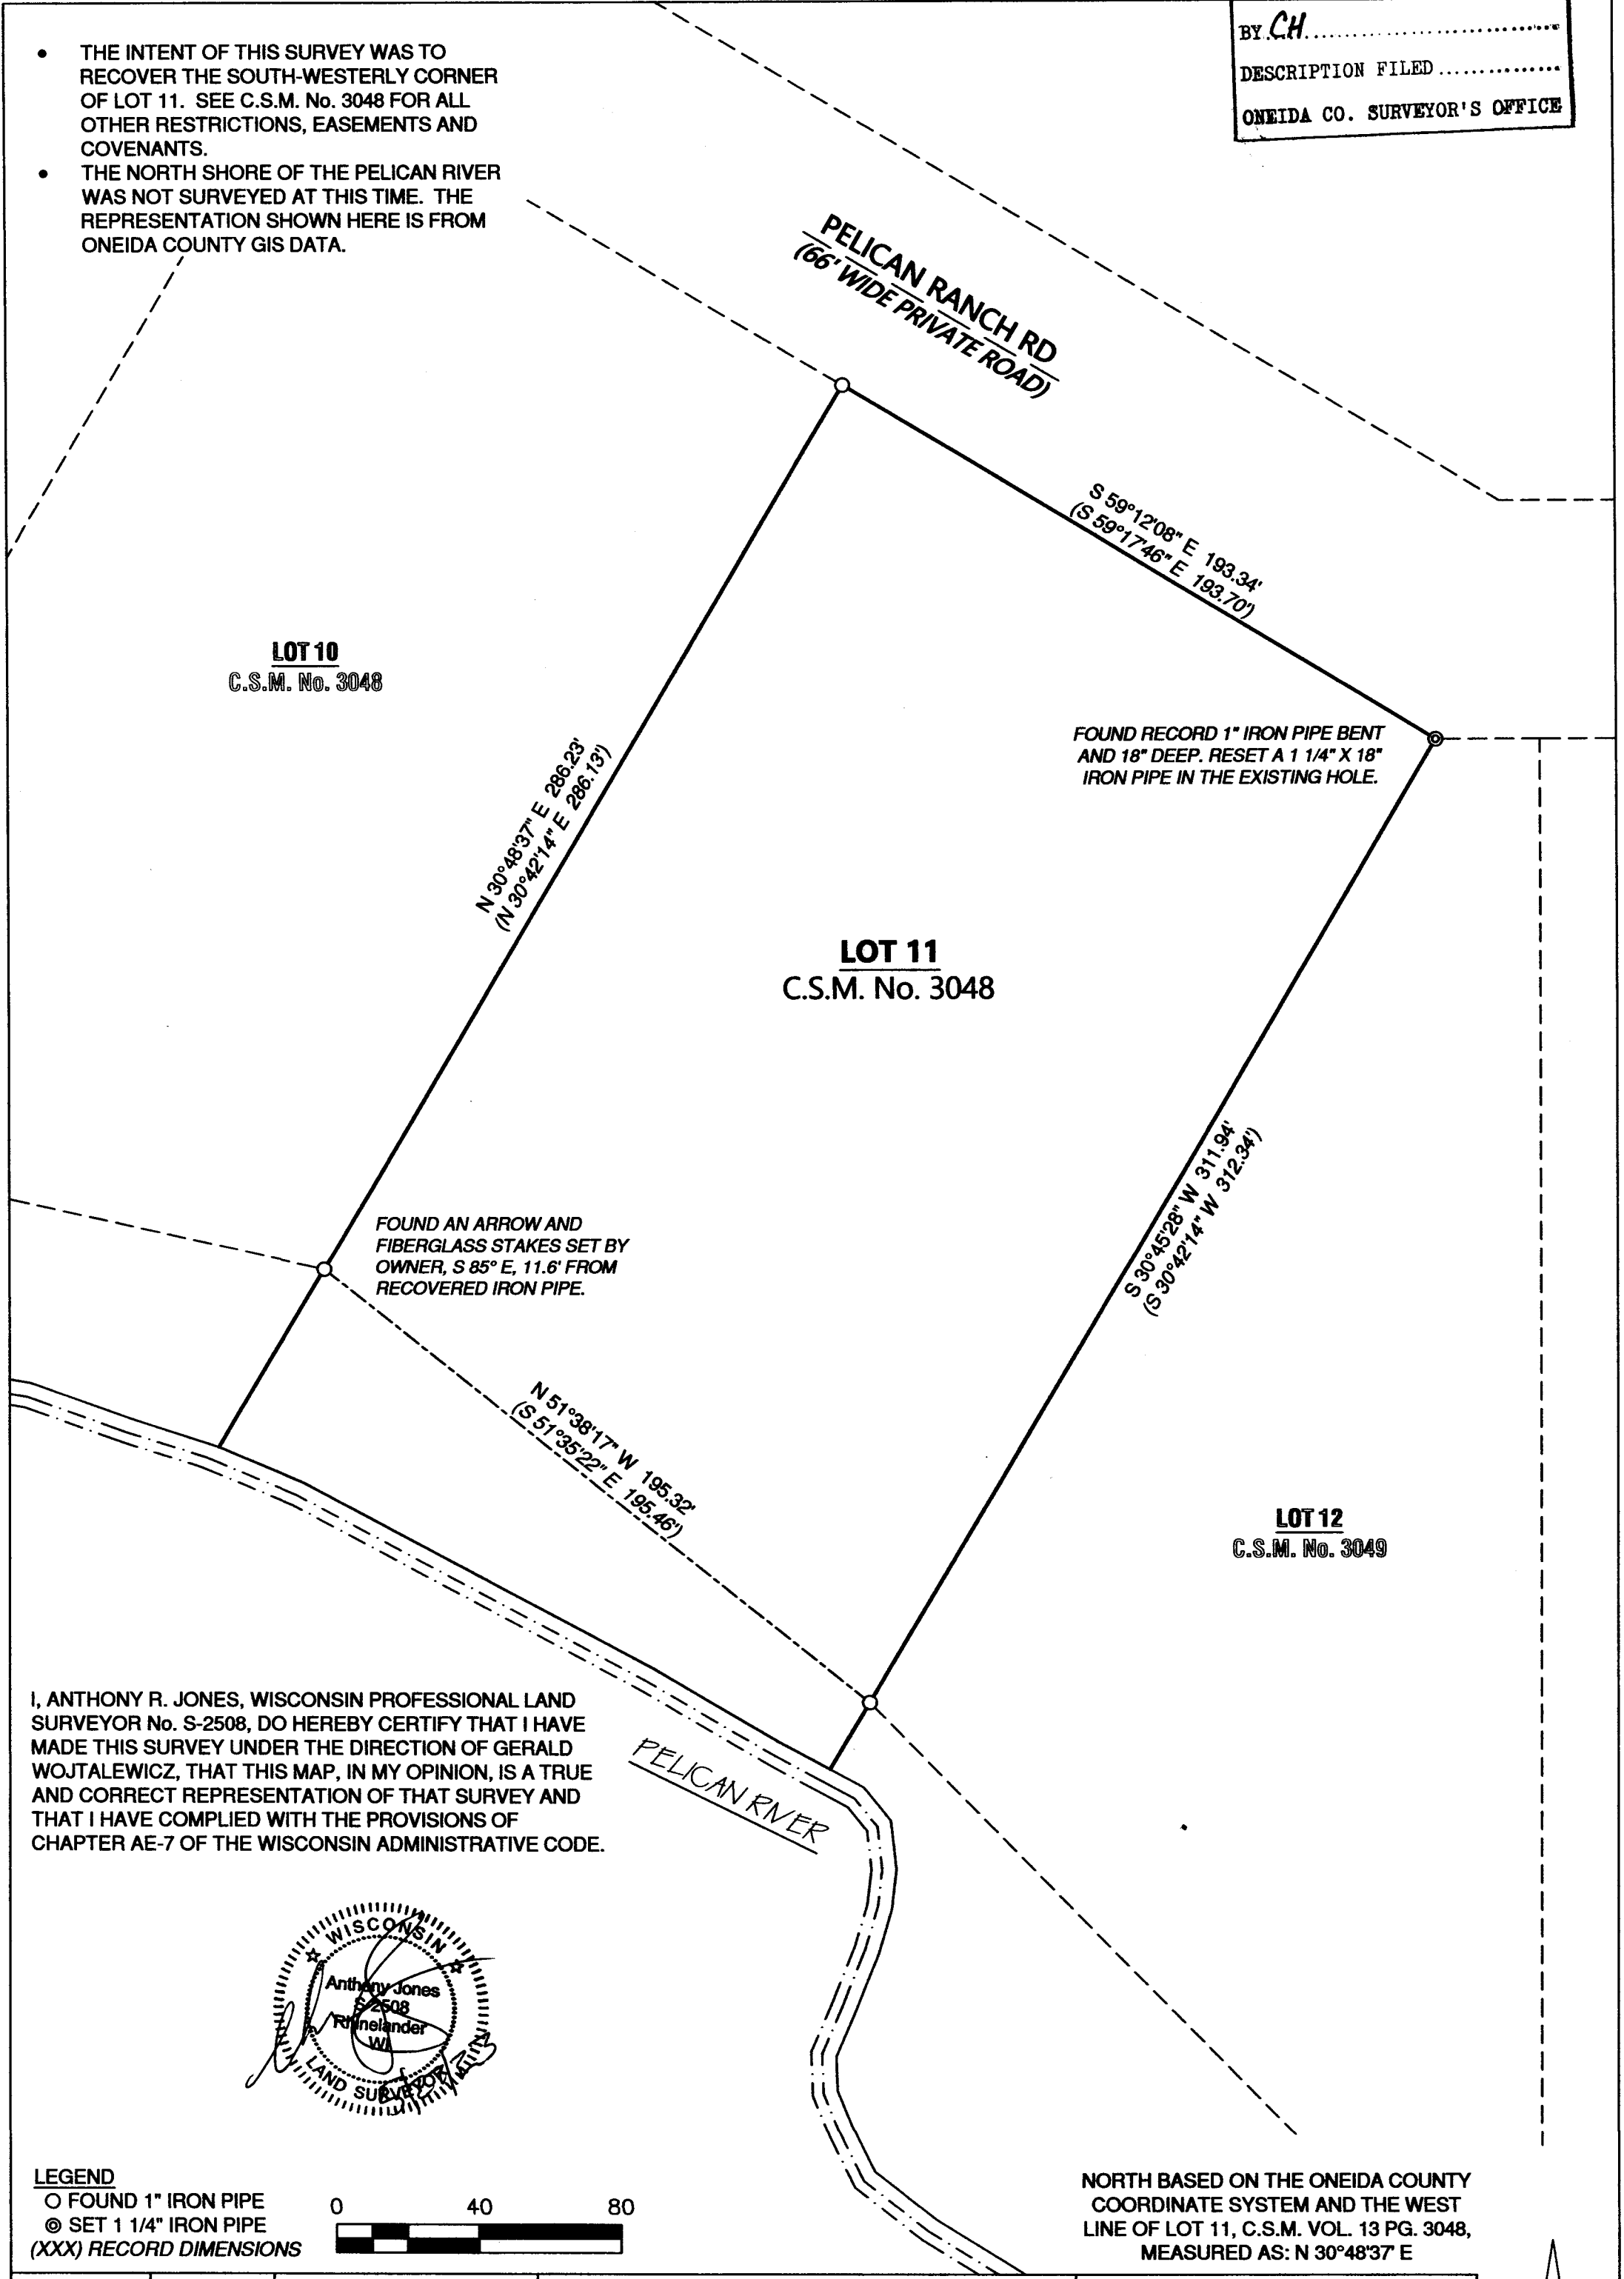 BY CH
DESCRIPTION FILED
ONEIDA CO. SURVEYOR'S OFFICE
• THE INTENT OF THIS SURVEY WAS TO
RECOVER THE SOUTH-WESTERLY CORNER
OF LOT 11. SEE C.S.M. No. 3048 FOR ALL
OTHER RESTRICTIONS, EASEMENTS AND
COVENANTS.
• THE NORTH SHORE OF THE PELICAN RIVER
WAS NOT SURVEYED AT THIS TIME. THE
REPRESENTATION SHOWN HERE IS FROM
ONEIDA COUNTY GIS DATA.
PELICAN RANCH RD
(66' WIDE PRIVATE ROAD)
S 59°12'08" E 193.34'
(S 59°17'46" E 193.70')
LOT 10
C.S.M. No. 3048
FOUND RECORD 1" IRON PIPE BENT
AND 18" DEEP. RESET A 1 1/4" X 18"
IRON PIPE IN THE EXISTING HOLE.
N 30°48'37" E 286.23'
(N 30°42'14" E 286.13')
LOT 11
C.S.M. No. 3048
S 30°45'28" W 311.94'
(S 30°42'14" W 312.34')
FOUND AN ARROW AND
FIBERGLASS STAKES SET BY
OWNER, S 85° E, 11.6' FROM
RECOVERED IRON PIPE.
N 51°38'17" W 195.32'
(S 51°35'22" E 195.46')
LOT 12
C.S.M. No. 3049
I, ANTHONY R. JONES, WISCONSIN PROFESSIONAL LAND
SURVEYOR No. S-2508, DO HEREBY CERTIFY THAT I HAVE
MADE THIS SURVEY UNDER THE DIRECTION OF GERALD
WOJTALEWICZ, THAT THIS MAP, IN MY OPINION, IS A TRUE
AND CORRECT REPRESENTATION OF THAT SURVEY AND
THAT I HAVE COMPLIED WITH THE PROVISIONS OF
CHAPTER AE-7 OF THE WISCONSIN ADMINISTRATIVE CODE.
PELICAN RIVER
WISCONSIN
Anthony Jones
S-2508
Rhinelander
WI
LAND SURVEYOR
LEGEND
O FOUND 1" IRON PIPE
◎ SET 1 1/4" IRON PIPE
(XXX) RECORD DIMENSIONS
0 40 80
NORTH BASED ON THE ONEIDA COUNTY
COORDINATE SYSTEM AND THE WEST
LINE OF LOT 11, C.S.M. VOL. 13 PG. 3048,
MEASURED AS: N 30°48'37" E